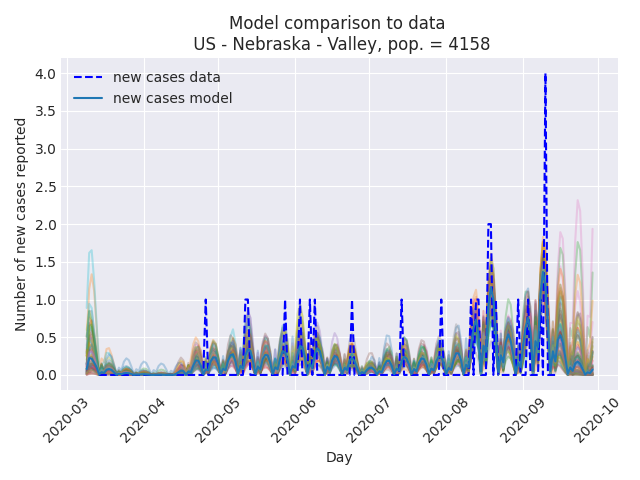 Model comparison to data
US - Nebraska - Valley, pop. = 4158
new cases data
new cases model
Number of new cases reported
4.0
3.5
3.0
2.5
2.0
1.5
1.0
0.5
0.0
2020-03
2020-04
2020-05
2020-06
2020-07
2020-08
2020-09
2020-10
Day